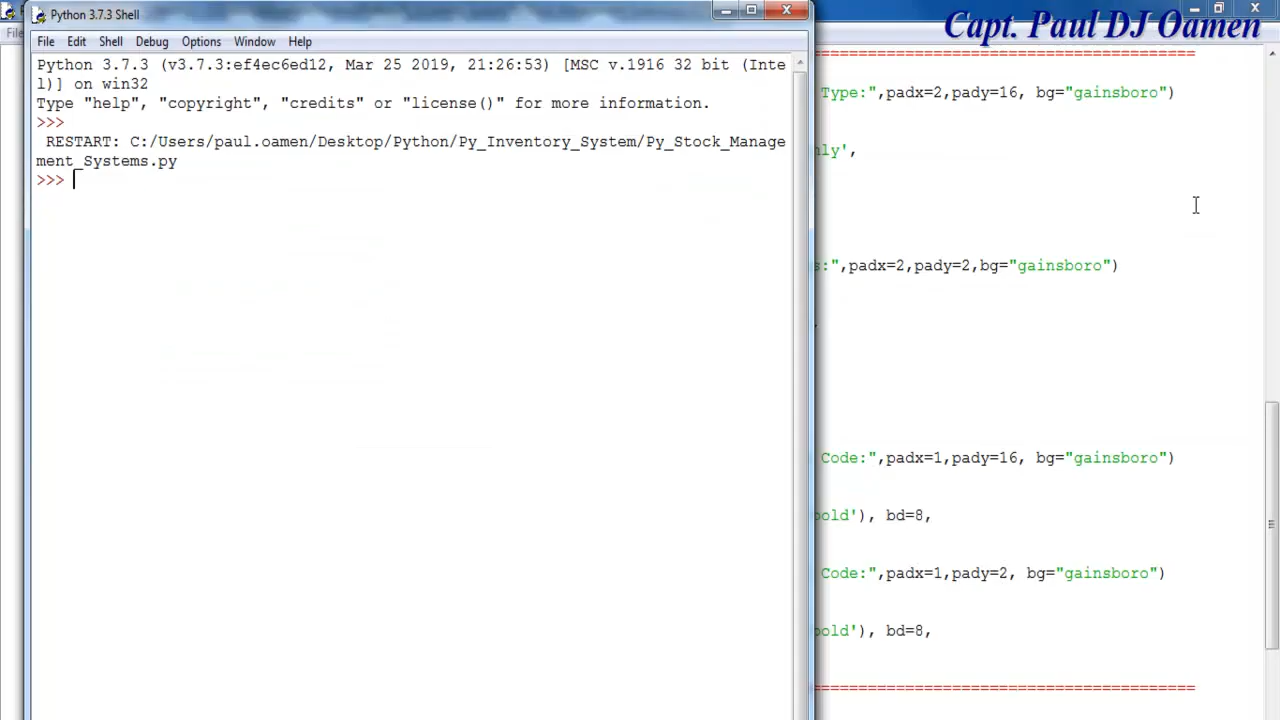 Python 3.7.3 Shell
Capt. Paul DJ Oamen
File Edit Shell Debug Options Window Help
Python 3.7.3 (v3.7.3:ef4ec6ed12, Mar 25 2019, 21:26:53) [MSC v.1916 32 bit (Inte
l)] on win32
Type "help", "copyright", "credits" or "license()" for more information.
>>>
RESTART: C:/Users/paul.oamen/Desktop/Python/Py_Inventory_System/Py_Stock_Manage
ment_Systems.py
>>>
=========================================
Type:",padx=2,pady=16, bg="gainsboro")
nly',
s:",padx=2,pady=2,bg="gainsboro")
Code:",padx=1,pady=16, bg="gainsboro")
bold'), bd=8,
Code:",padx=1,pady=2, bg="gainsboro")
bold'), bd=8,
=========================================